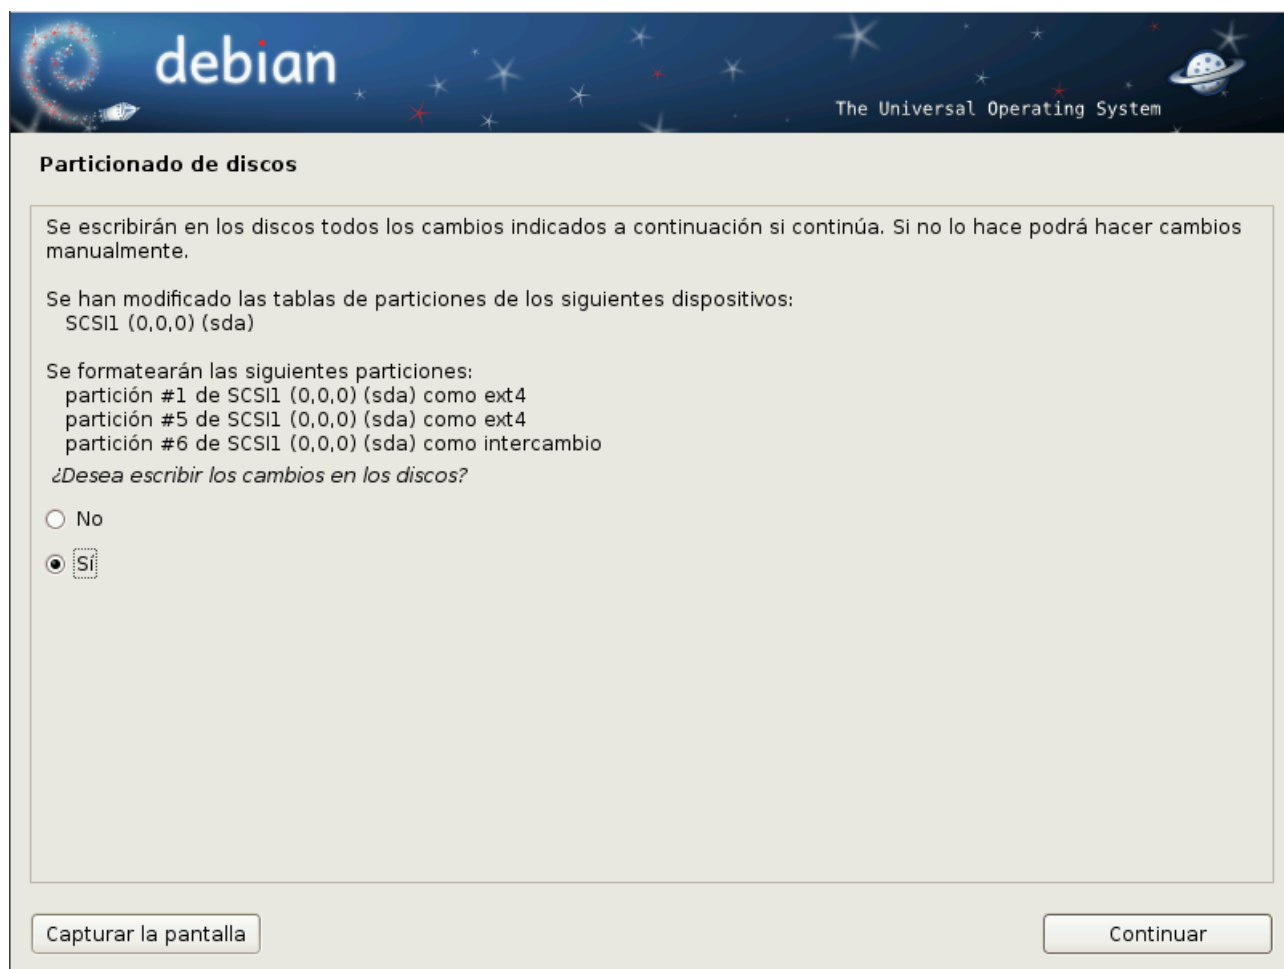 debian
The Universal Operating System
Particionado de discos
Se escribirán en los discos todos los cambios indicados a continuación si continúa. Si no lo hace podrá hacer cambios
manualmente.
Se han modificado las tablas de particiones de los siguientes dispositivos:
SCSI1 (0,0,0) (sda)
Se formatearán las siguientes particiones:
partición #1 de SCSI1 (0,0,0) (sda) como ext4
partición #5 de SCSI1 (0,0,0) (sda) como ext4
partición #6 de SCSI1 (0,0,0) (sda) como intercambio
¿Desea escribir los cambios en los discos?
No
Sí
Capturar la pantalla
Continuar